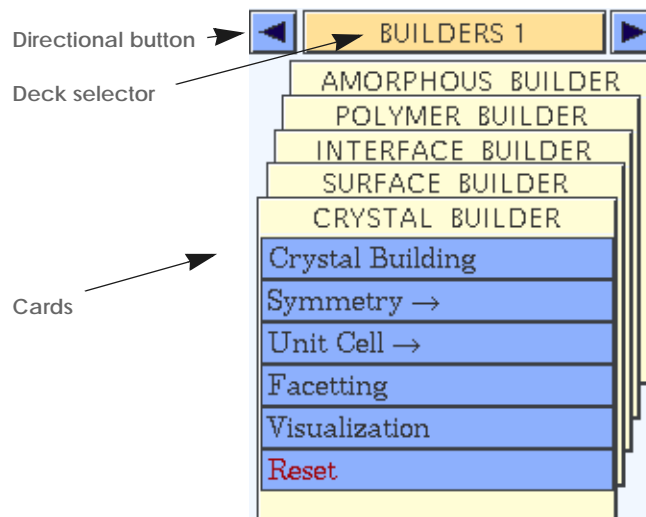 Directional button
BUILDERS 1
Deck selector
AMORPHOUS BUILDER
POLYMER BUILDER
INTERFACE BUILDER
SURFACE BUILDER
CRYSTAL BUILDER
Crystal Building
Symmetry →
Unit Cell →
Cards
Facetting
Visualization
Reset